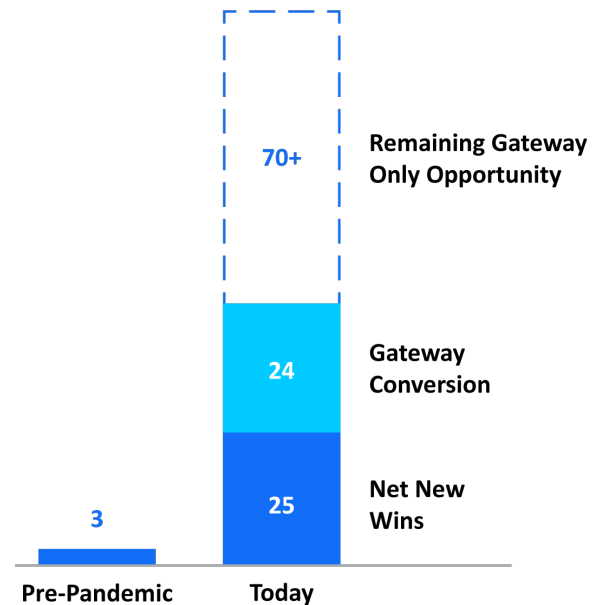 70+
Remaining Gateway
Only Opportunity
24
Gateway
Conversion
3
25
Net New
Wins
Pre-Pandemic
Today